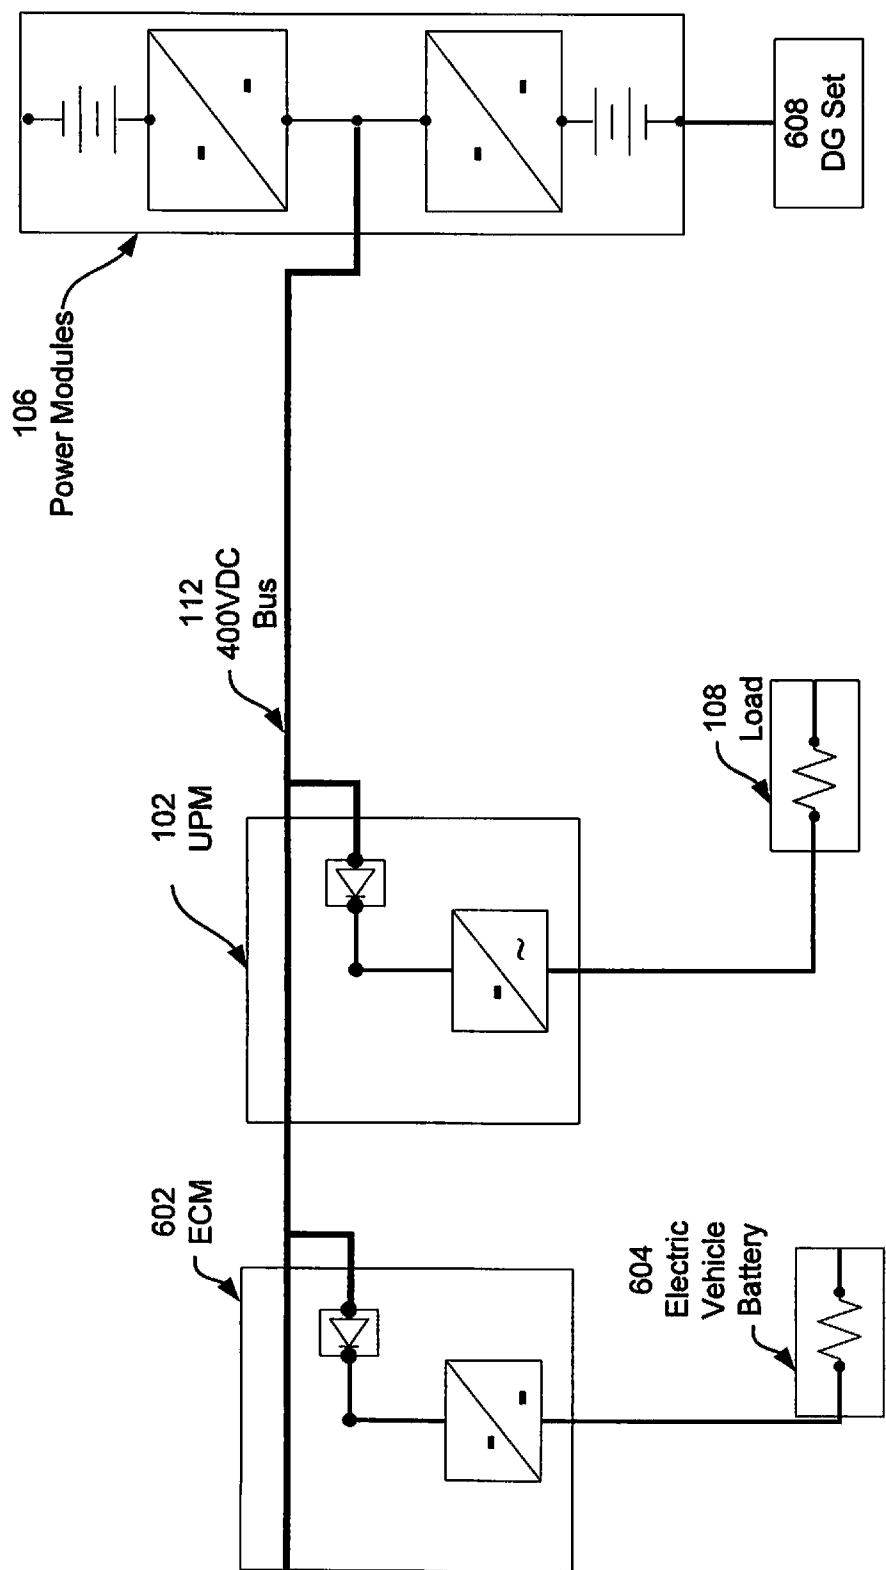 602
ECM
604
Electric
Vehicle
Battery
102
UPM
~
108
Load
112
400VDC
Bus
106
Power Modules
608
DG Set